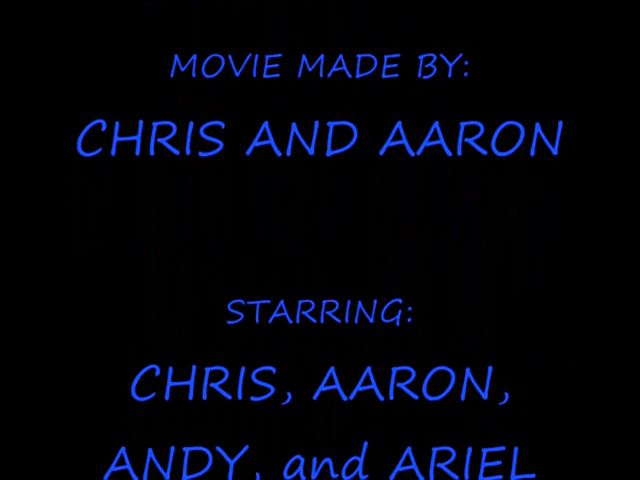 MOVIE MADE BY:
CHRIS AND AARON
STARRING:
CHRIS, AARON,
ANDY, and ARIEL